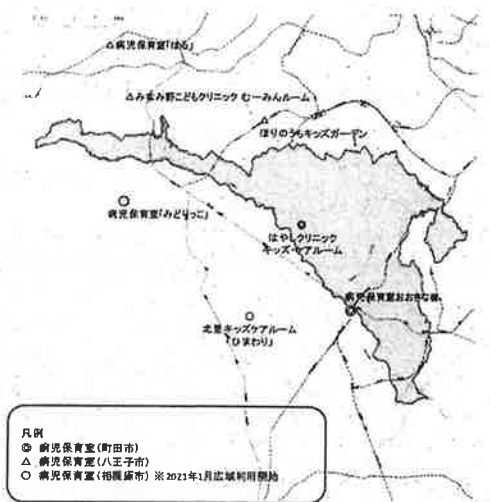 △病児保育室「はる」
△みなみ野こどもクリニック むーみんルーム
△
ほりのうちキッズガーデン
○
病児保育室「みどりっこ」
◎
はやしクリニック
キッズ・ケアルーム
病児保育室おおきな樹
◎
○
北里キッズケアルーム
「ひまわり」
凡例
◎ 病児保育室(町田市)
△ 病児保育室(八王子市)
○ 病児保育室(相模原市) ※2021年1月広域利用開始